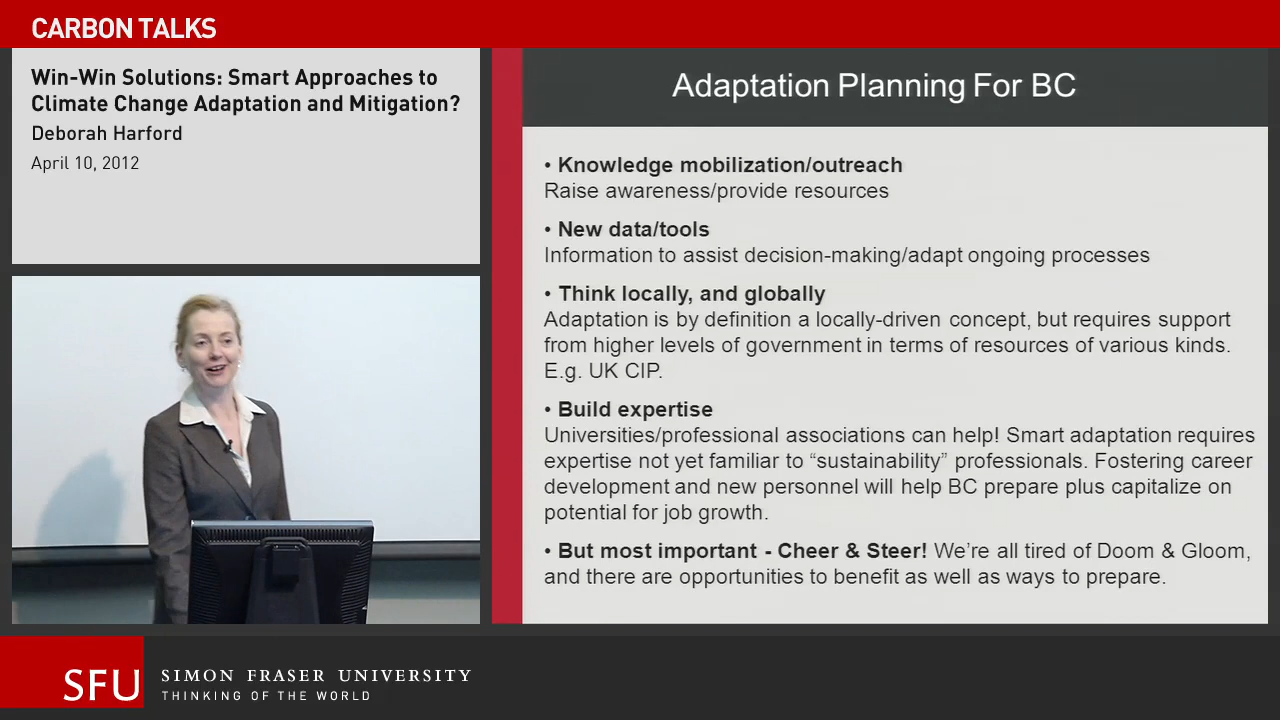 CARBON TALKS
Win-Win Solutions: Smart Approaches to
Climate Change Adaptation and Mitigation?
Deborah Harford
April 10, 2012
Adaptation Planning For BC
• Knowledge mobilization/outreach
Raise awareness/provide resources
• New data/tools
Information to assist decision-making/adapt ongoing processes
• Think locally, and globally
Adaptation is by definition a locally-driven concept, but requires support
from higher levels of government in terms of resources of various kinds.
E.g. UK CIP.
• Build expertise
Universities/professional associations can help! Smart adaptation requires
expertise not yet familiar to “sustainability” professionals. Fostering career
development and new personnel will help BC prepare plus capitalize on
potential for job growth.
• But most important - Cheer & Steer! We’re all tired of Doom & Gloom,
and there are opportunities to benefit as well as ways to prepare.
SFU
SIMON FRASER UNIVERSITY
THINKING OF THE WORLD